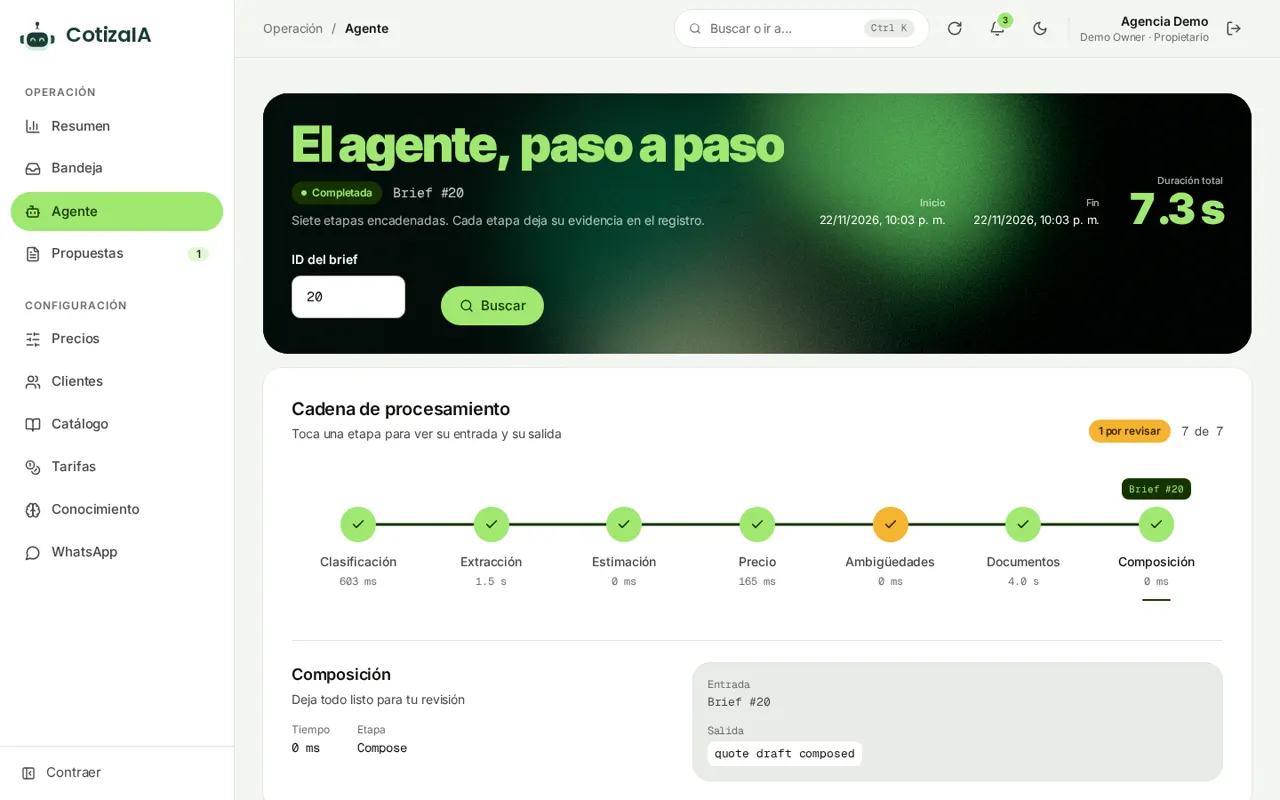 CotizaIA
OPERACIÓN
Resumen
Bandeja
Agente
Propuestas 1
CONFIGURACIÓN
Precios
Clientes
Catálogo
Tarifas
Conocimiento
WhatsApp
Contraer
Operación / Agente
Buscar o ir a... Ctrl K
3
Agencia Demo
Demo Owner · Propietario
El agente, paso a paso
Completada Brief #20
Siete etapas encadenadas. Cada etapa deja su evidencia en el registro.
Inicio
22/11/2026, 10:03 p. m.
Fin
22/11/2026, 10:03 p. m.
Duración total
7.3 s
ID del brief
20
Buscar
Cadena de procesamiento
Toca una etapa para ver su entrada y su salida
1 por revisar 7 de 7
Brief #20
Clasificación
603 ms
Extracción
1.5 s
Estimación
0 ms
Precio
165 ms
Ambigüedades
0 ms
Documentos
4.0 s
Composición
0 ms
Composición
Deja todo listo para tu revisión
Tiempo
0 ms
Etapa
Compose
Entrada
Brief #20
Salida
quote draft composed